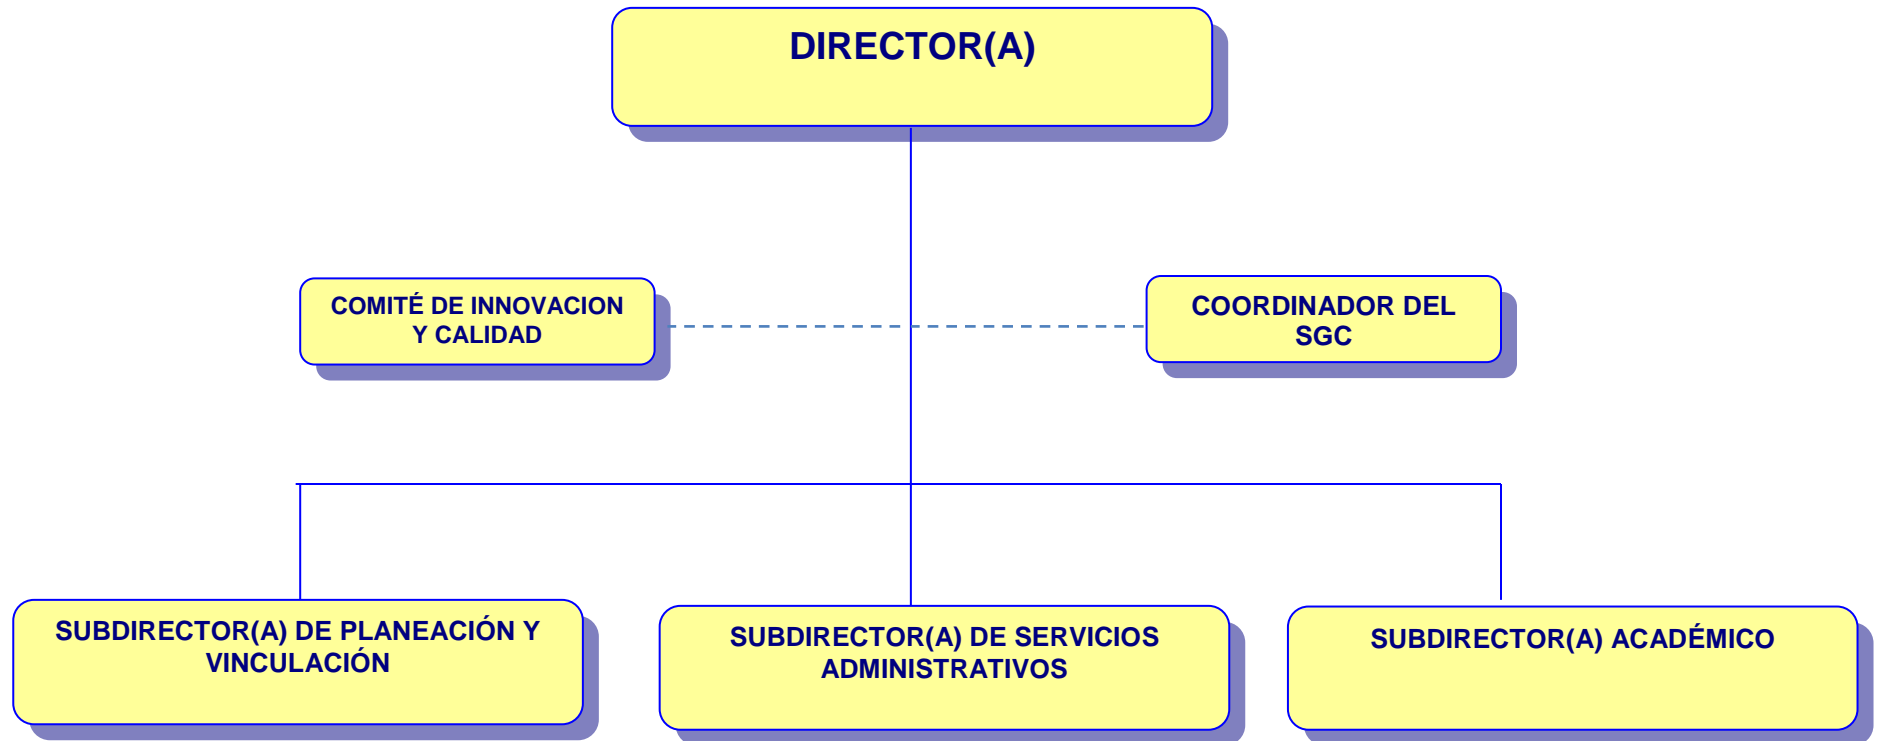 DIRECTOR(A)
COMITÉ DE INNOVACION
Y CALIDAD
COORDINADOR DEL
SGC
SUBDIRECTOR(A) DE PLANEACIÓN Y
VINCULACIÓN
SUBDIRECTOR(A) DE SERVICIOS
ADMINISTRATIVOS
SUBDIRECTOR(A) ACADÉMICO